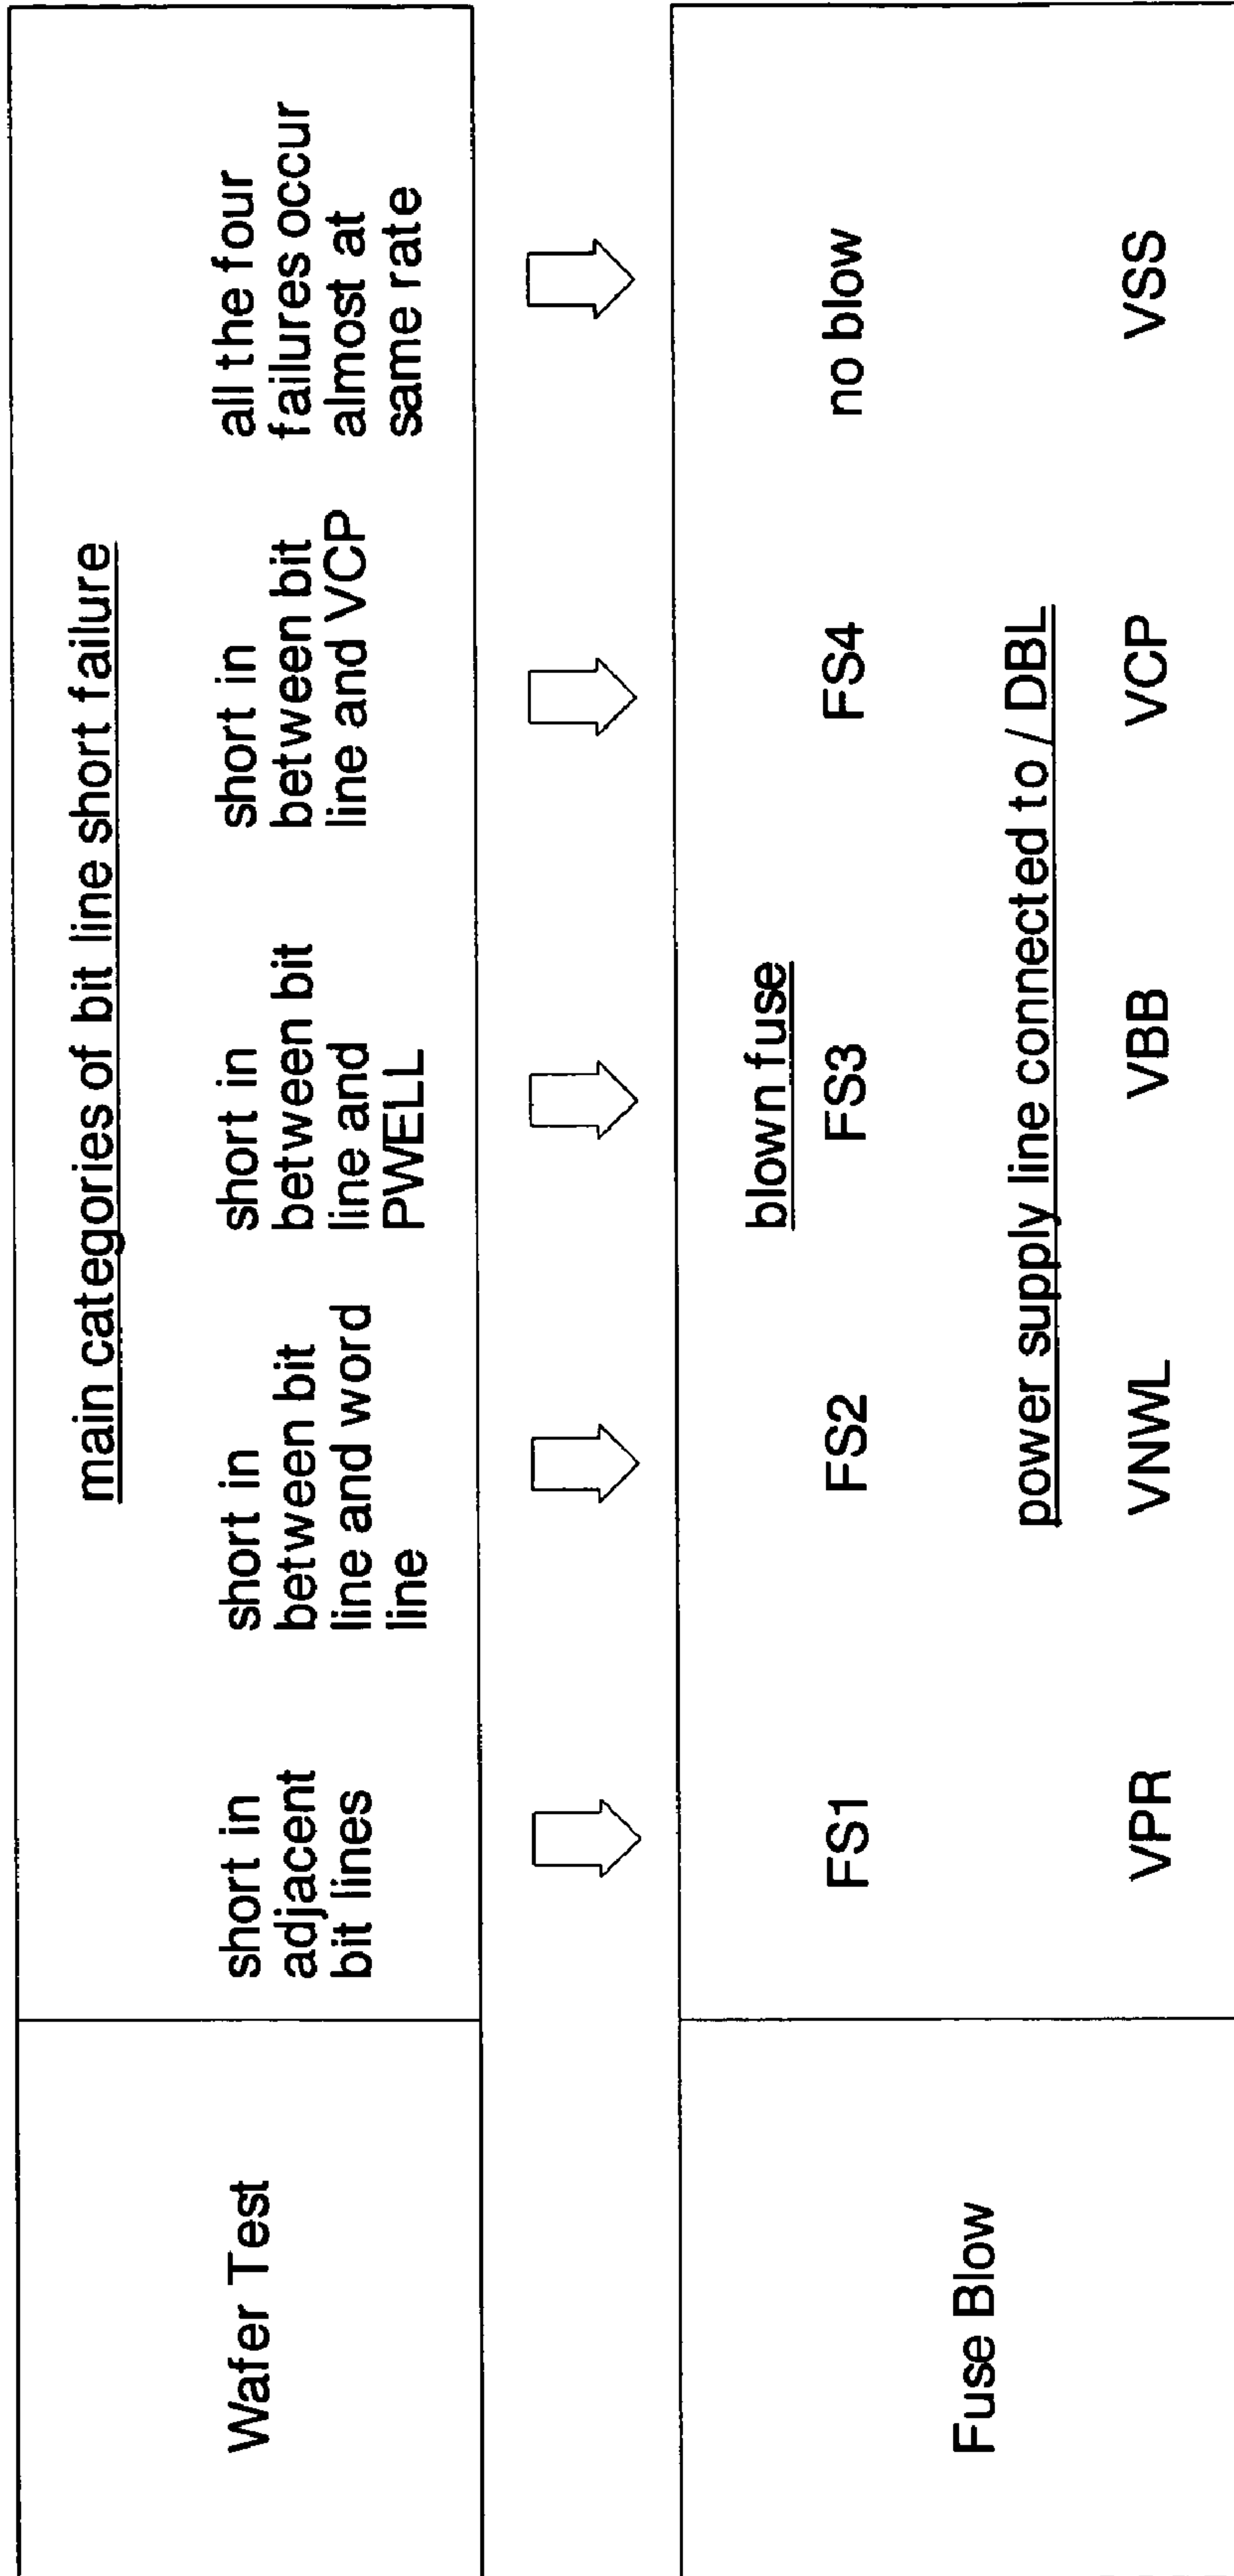 Wafer Test
main categories of bit line short failure
short in
adjacent
bit lines
short in
between bit
line and word
line
short in
between bit
line and
PWELL
short in
between bit
line and VCP
all the four
failures occur
almost at
same rate
Fuse Blow
blown fuse
FS1
FS2
FS3
FS4
no blow
power supply line connected to / DBL
VPR
VNWL
VBB
VCP
VSS